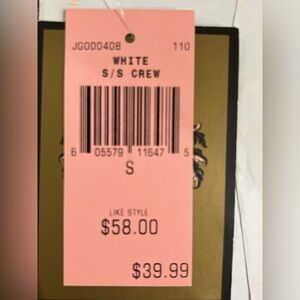 JG000408 110
WHITE
S/S CREW
6 05579 11647 5
S
LIKE STYLE
$58.00
$39.99